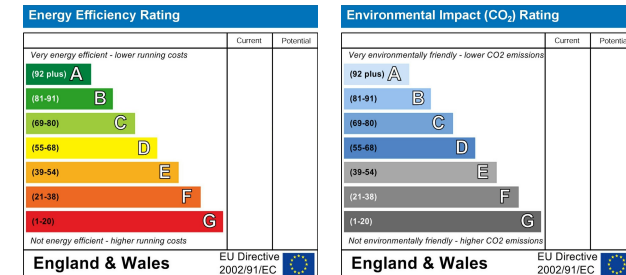 Energy Efficiency Rating
Current Potential
Very energy efficient - lower running costs
(92 plus) A
(81-91) B
(69-80) C
(55-68) D
(39-54) E
(21-38) F
(1-20) G
Not energy efficient - higher running costs
England & Wales
EU Directive
2002/91/EC
Environmental Impact (CO₂) Rating
Current Potential
Very environmentally friendly - lower CO2 emissions
(92 plus) A
(81-91) B
(69-80) C
(55-68) D
(39-54) E
(21-38) F
(1-20) G
Not environmentally friendly - higher CO2 emissions
England & Wales
EU Directive
2002/91/EC